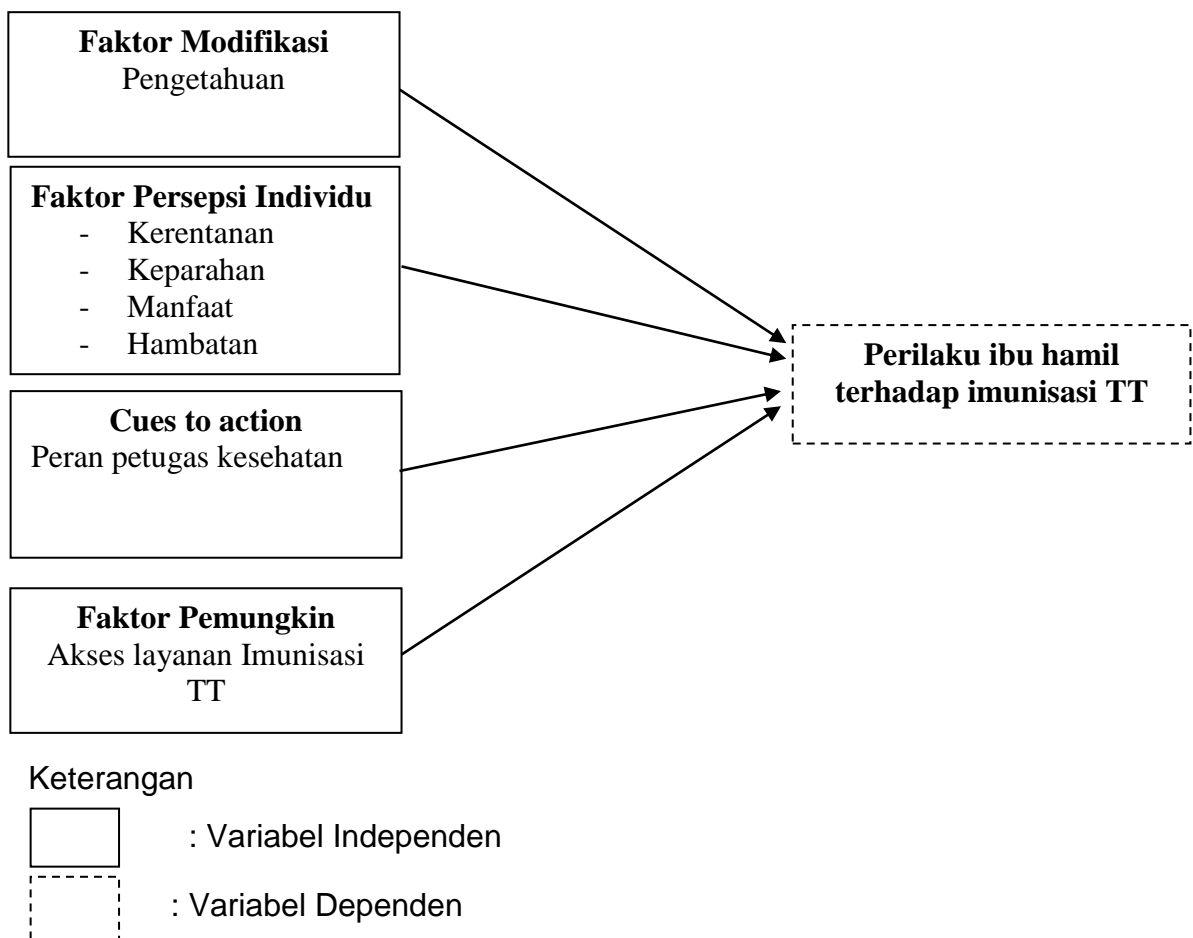 Faktor Modifikasi
Pengetahuan
Faktor Persepsi Individu
- Kerentanan
- Keparahan
- Manfaat
- Hambatan
Perilaku ibu hamil
terhadap imunisasi TT
Cues to action
Peran petugas kesehatan
Faktor Pemungkin
Akses layanan Imunisasi
TT
Keterangan
: Variabel Independen
: Variabel Dependen